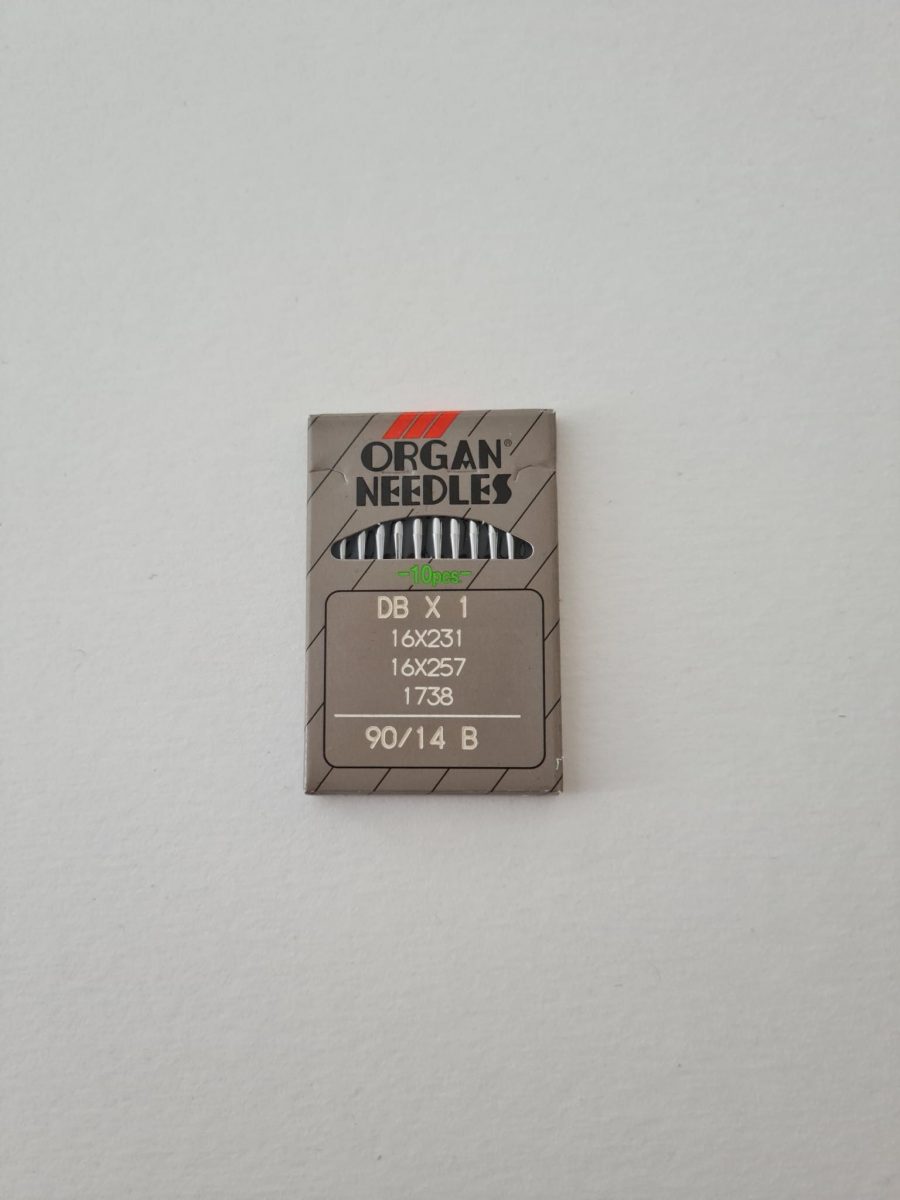 ORGAN®
NEEDLES
-10pcs.-
DB X 1
16X231
16X257
1738
90/14 B